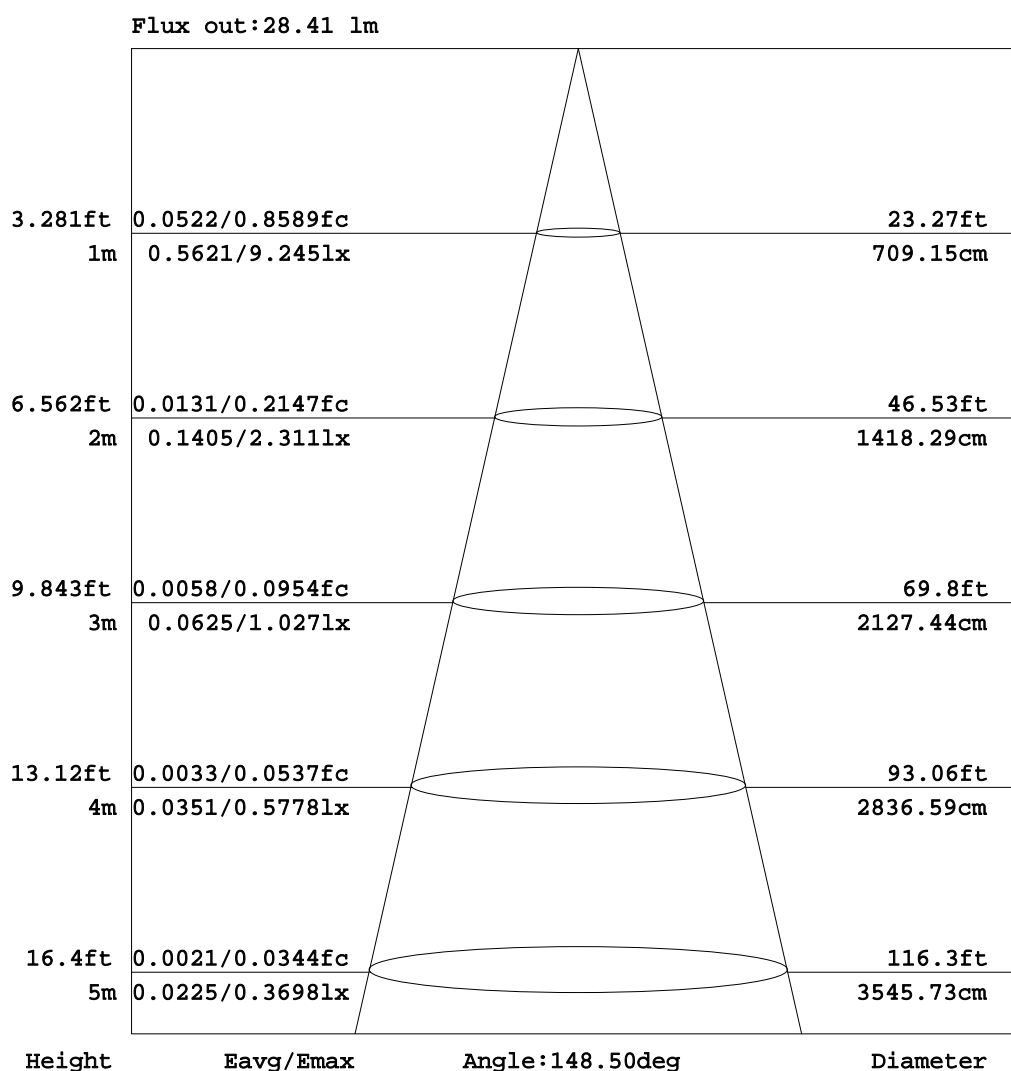 Flux out:28.41 lm
3.281ft 0.0522/0.8589fc 23.27ft
1m 0.5621/9.245lx 709.15cm
6.562ft 0.0131/0.2147fc 46.53ft
2m 0.1405/2.311lx 1418.29cm
9.843ft 0.0058/0.0954fc 69.8ft
3m 0.0625/1.027lx 2127.44cm
13.12ft 0.0033/0.0537fc 93.06ft
4m 0.0351/0.5778lx 2836.59cm
16.4ft 0.0021/0.0344fc 116.3ft
5m 0.0225/0.3698lx 3545.73cm
Height Eavg/Emax Angle:148.50deg Diameter